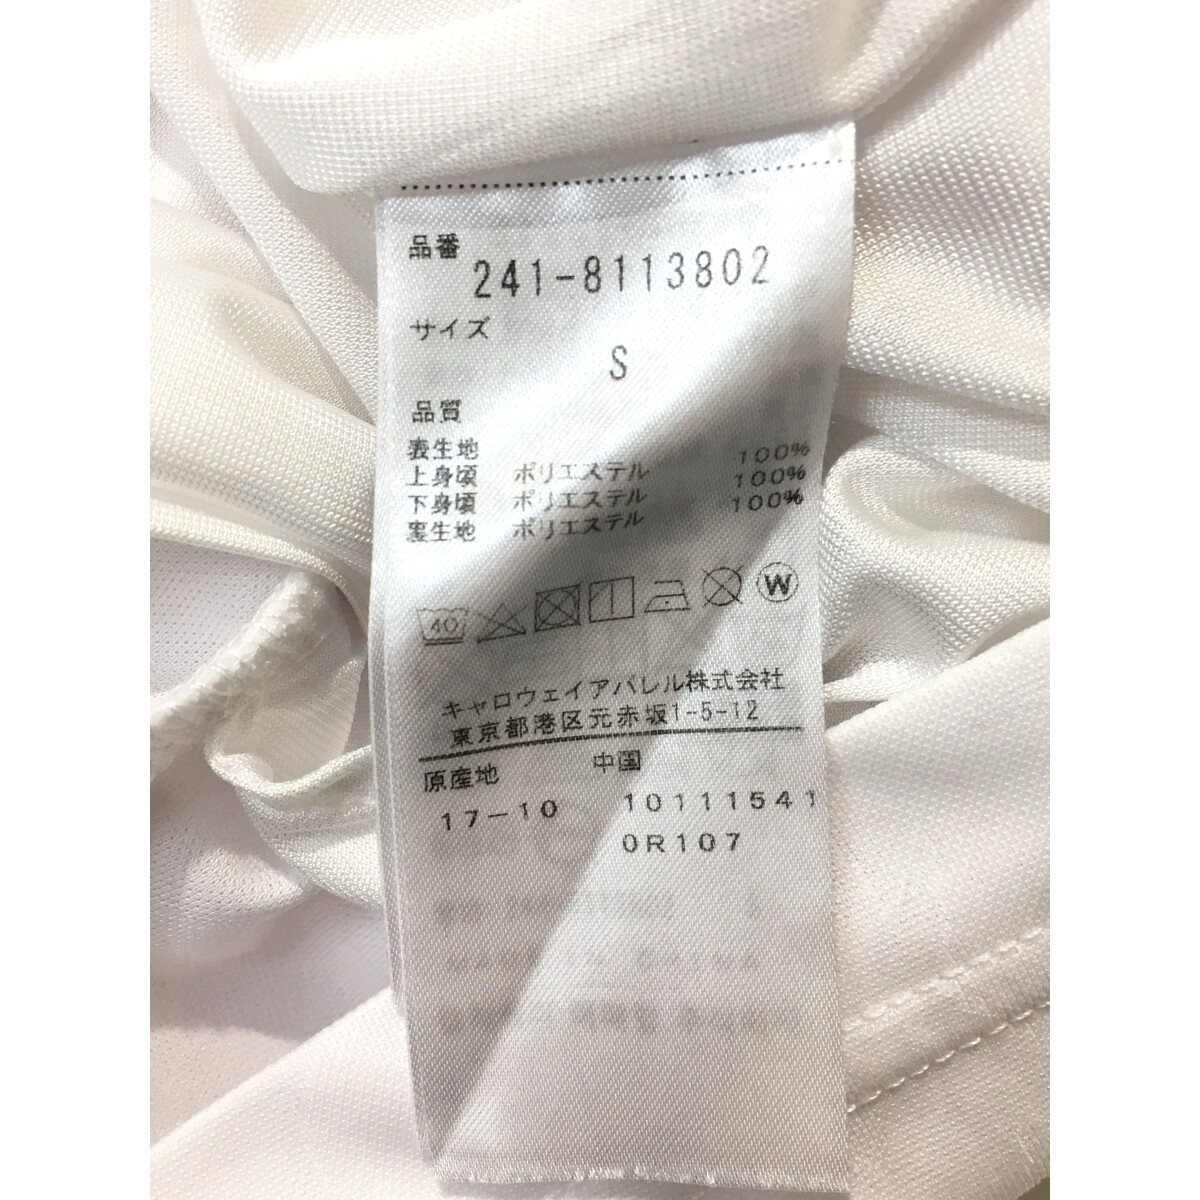 品番
241-8113802
サイズ
S
品質
表生地
上身頃 ポリエステル 100%
下身頃 ポリエステル 100%
裏生地 ポリエステル 100%
40 W
キャロウェイアパレル株式会社
東京都港区元赤坂1-5-12
原産地 中国
17-10 10111541
0R107